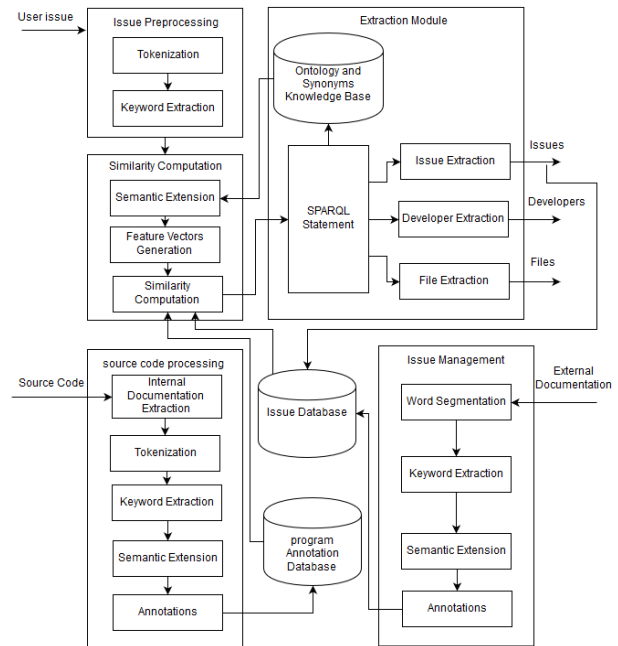 User issue
Issue Preprocessing
Tokenization
Keyword Extraction
Similarity Computation
Semantic Extension
Feature Vectors
Generation
Similarity
Computation
Extraction Module
Ontology and
Synonyms
Knowledge Base
SPARQL
Statement
Issue Extraction
Developer Extraction
File Extraction
Issues
Developers
Files
Source Code
source code processing
Internal
Documentation
Extraction
Tokenization
Keyword Extraction
Semantic Extension
Annotations
Issue Database
program
Annotation
Database
Issue Management
External
Documentation
Word Segmentation
Keyword Extraction
Semantic Extension
Annotations